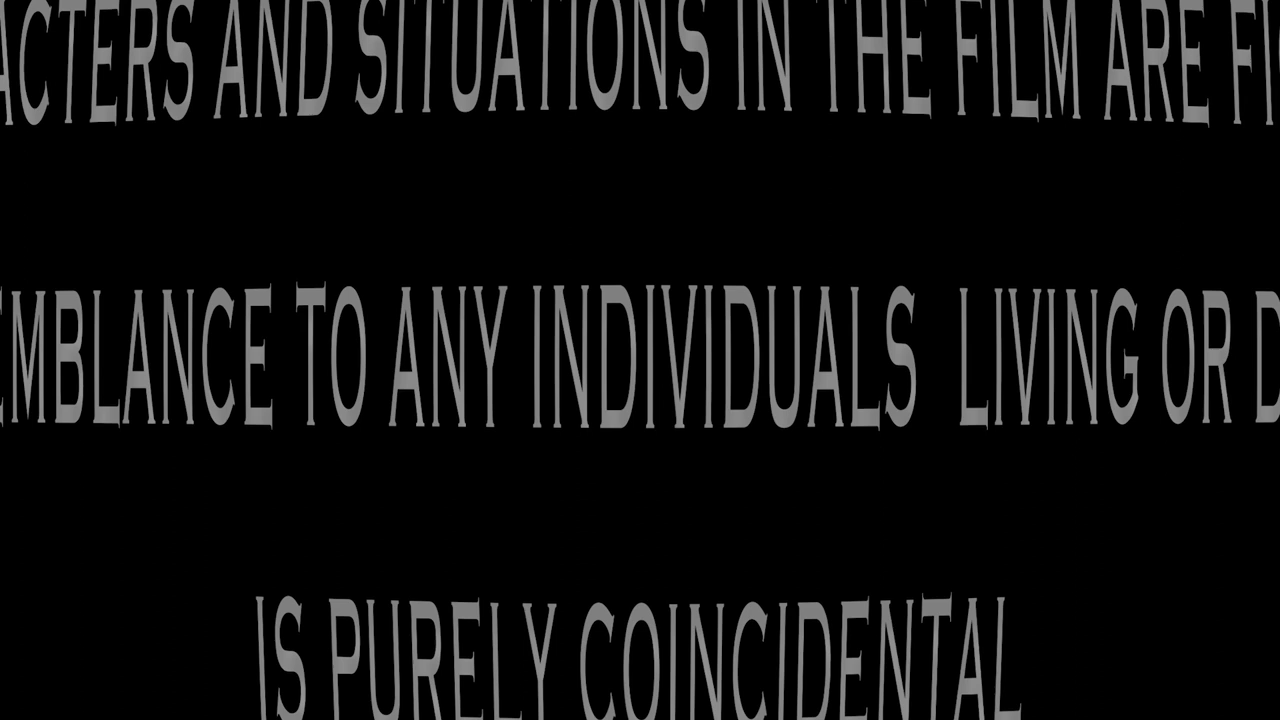 ACTERS AND SITUATIONS IN THE FILM ARE FI
EMBLANCE TO ANY INDIVIDUALS LIVING OR D
IS PURELY COINCIDENTAL